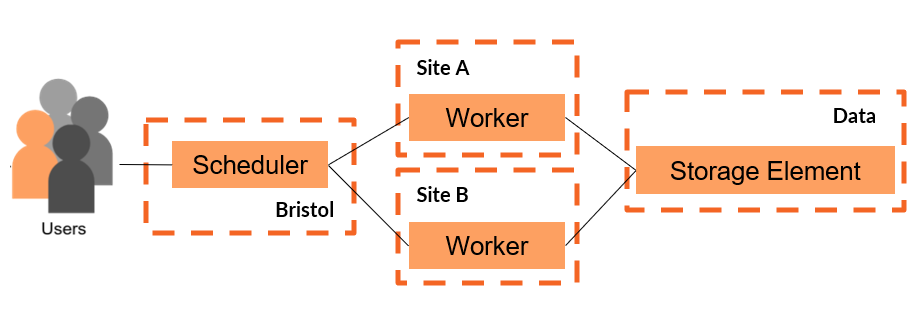 Users
Scheduler
Bristol
Site A
Worker
Site B
Worker
Data
Storage Element